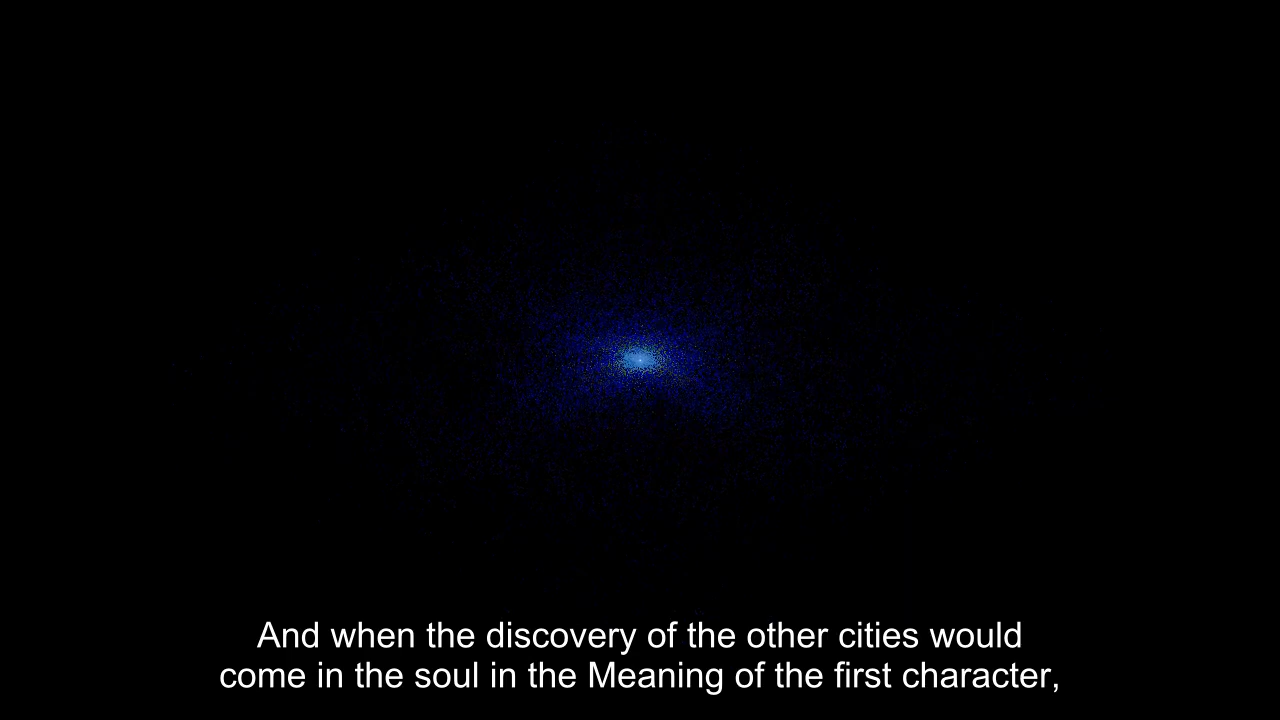 And when the discovery of the other cities would
come in the soul in the Meaning of the first character,